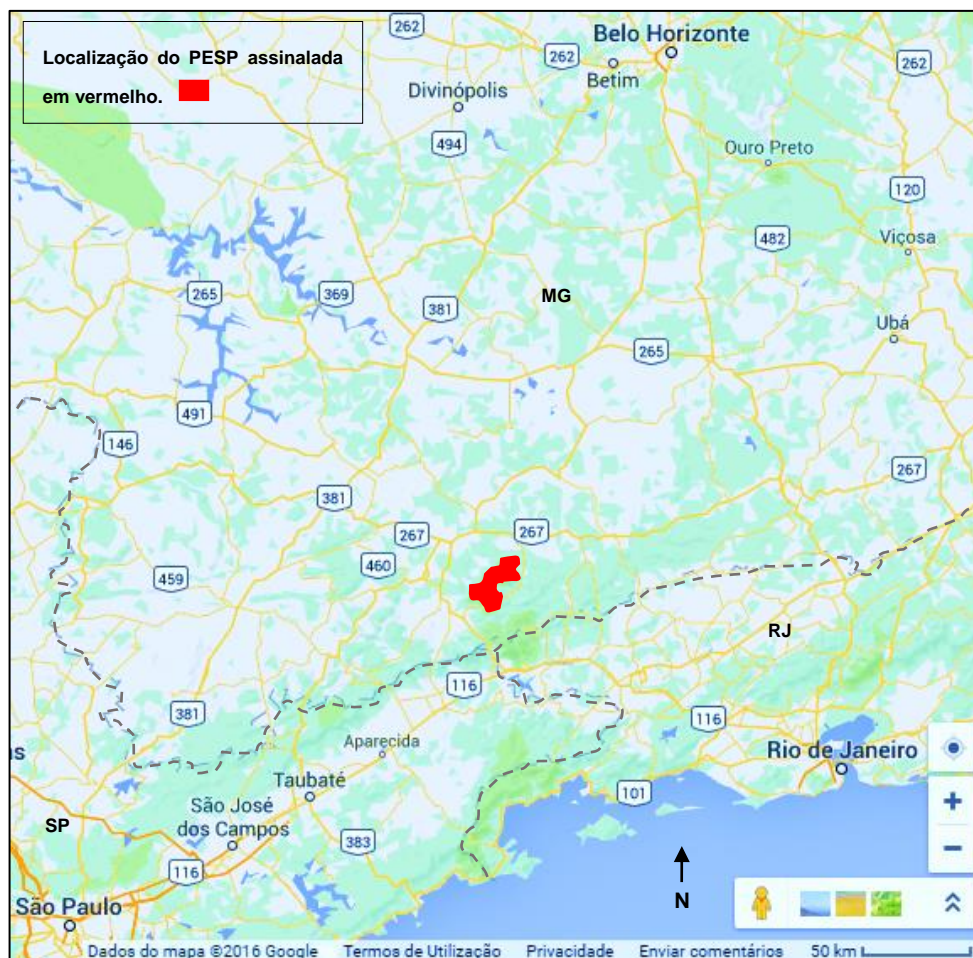 Localização do PESP assinalada
em vermelho.
262
Belo Horizonte
262
Betim
262
Divinópolis
494
Ouro Preto
120
482
Viçosa
265
369
381
MG
Ubá
265
491
146
267
381
267
267
460
459
RJ
116
381
116
Aparecida
Rio de Janeiro
Taubaté
101
São José
dos Campos
SP
383
116
N
São Paulo
Dados do mapa ©2016 Google
Termos de Utilização
Privacidade
Enviar comentários
50 km